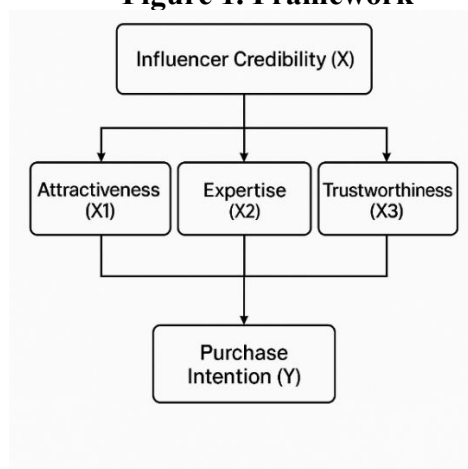 Figure 1. Framework
Influencer Credibility (X)
Attractiveness
(X1)
Expertise
(X2)
Trustworthiness
(X3)
Purchase
Intention (Y)